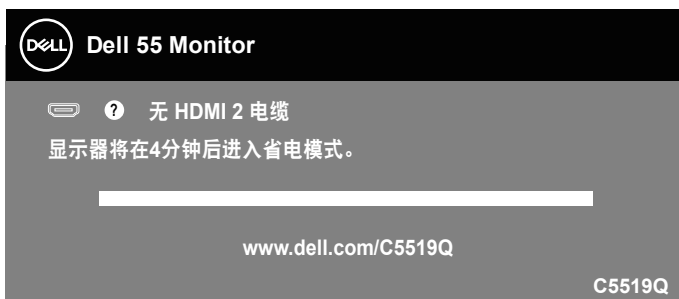 DELL Dell 55 Monitor
? 无 HDMI 2 电缆
显示器将在4分钟后进入省电模式。
www.dell.com/C5519Q
C5519Q